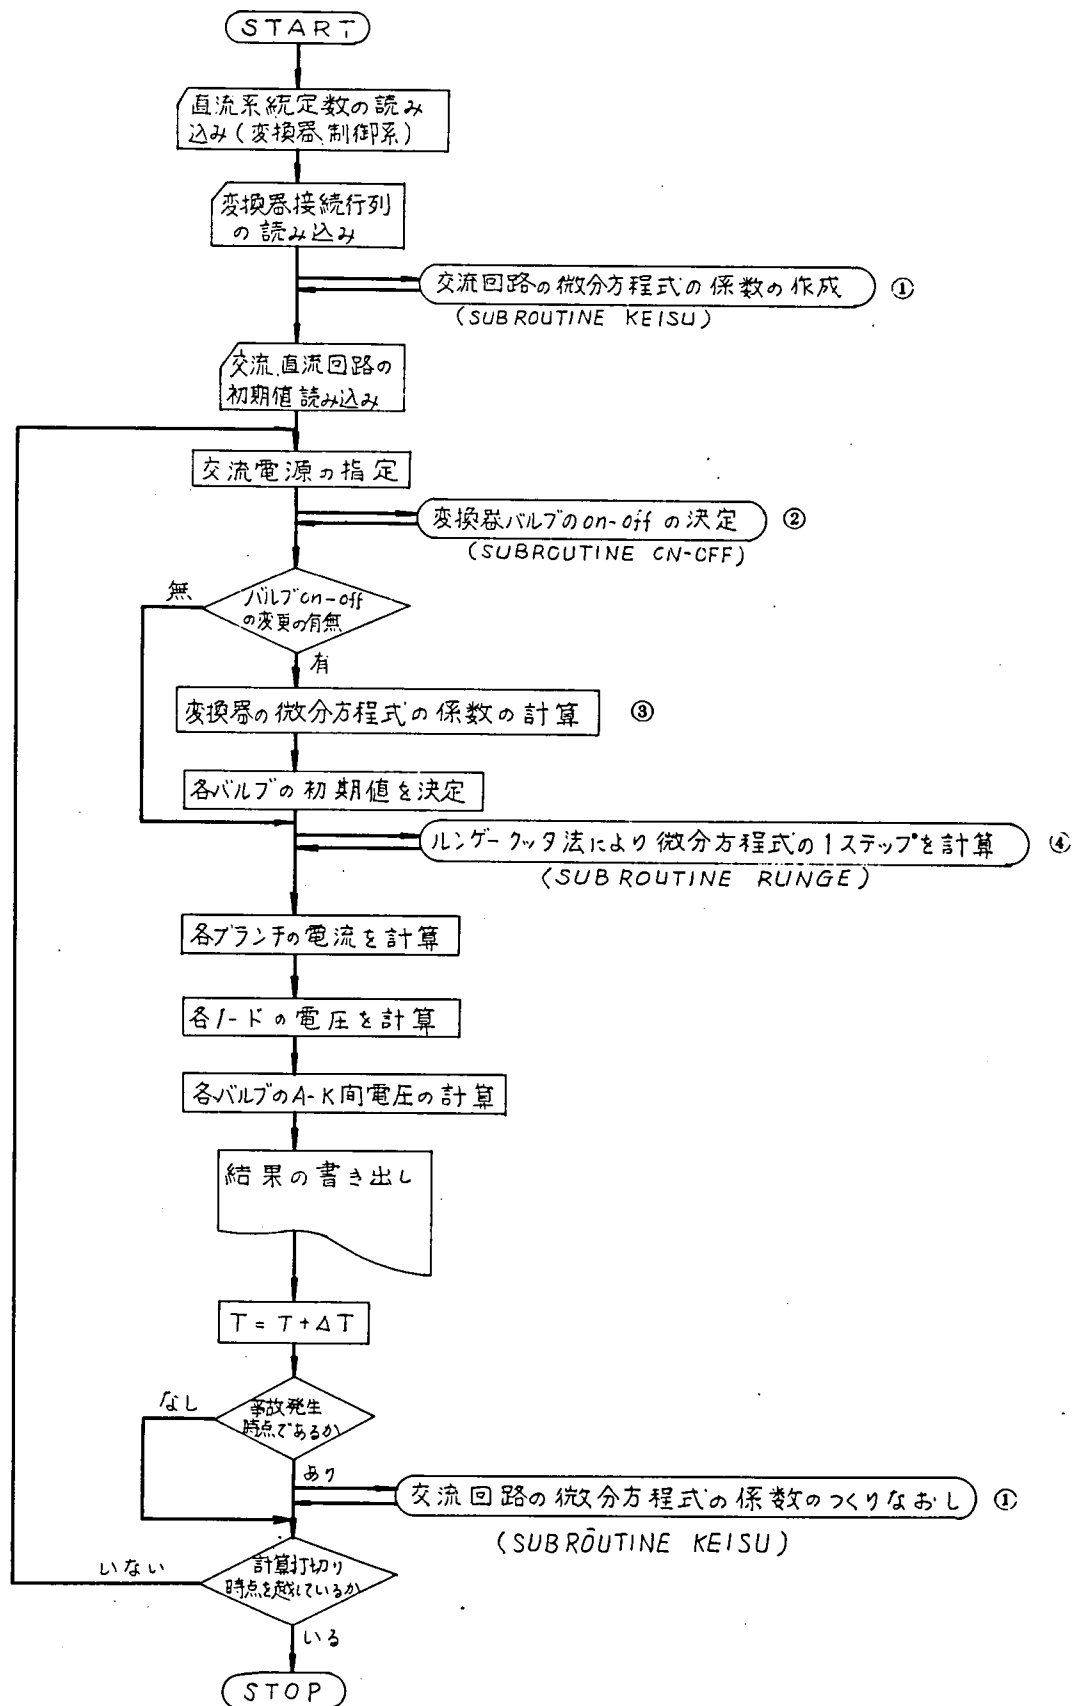 START
直流系統定数の読み
込み(変換器、制御系)
変換器接続行列
の読み込み
交流回路の微分方程式の係数の作成 ①
(SUBROUTINE KEISU)
交流、直流回路の
初期値読み込み
交流電源の指定
変換器バルブのon-offの決定 ②
(SUBROUTINE ON-OFF)
無
バルブon-off
の変更の有無
有
変換器の微分方程式の係数の計算 ③
各バルブの初期値を決定
ルンゲークッタ法により微分方程式の1ステップを計算 ④
(SUBROUTINE RUNGE)
各ブランチの電流を計算
各ノードの電圧を計算
各バルブのA-K間電圧の計算
結果の書き出し
T = T + ΔT
なし
事故発生
時点であるか
あり
交流回路の微分方程式の係数のつくりなおし ①
(SUBROUTINE KEISU)
いない
計算打切り
時点を越しているか
いる
STOP